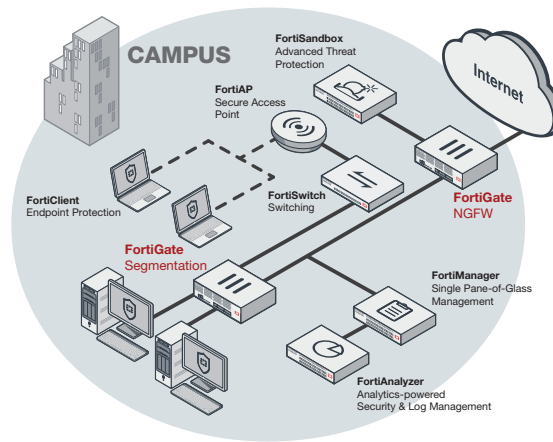 CAMPUS
FortiSandbox
Advanced Threat
Protection
Internet
FortiAP
Secure Access
Point
FortiClient
Endpoint Protection
FortiSwitch
Switching
FortiGate
NGFW
FortiGate
Segmentation
FortiManager
Single Pane-of-Glass
Management
FortiAnalyzer
Analytics-powered
Security & Log Management